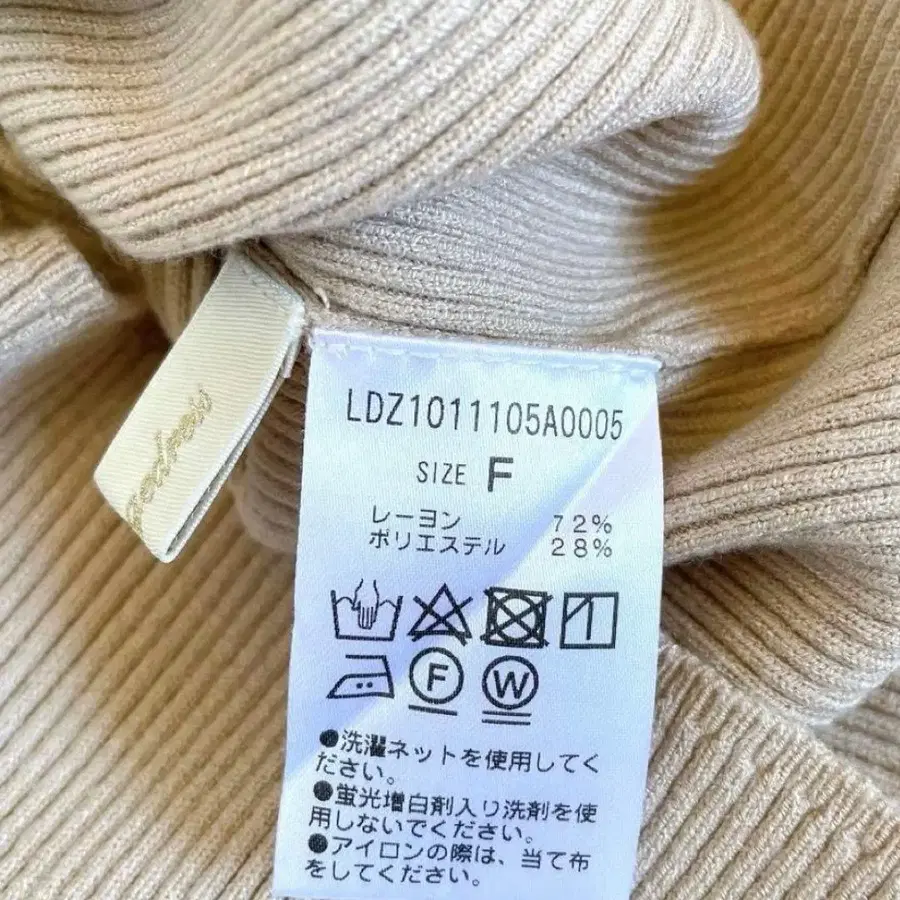 LDZ1011105A0005
SIZE F
レーヨン 72%
ポリエステル 28%
F W
●洗濯ネットを使用してく
ださい。
●蛍光増白剤入り洗剤を使
用しないでください。
●アイロンの際は、当て布
をしてください。